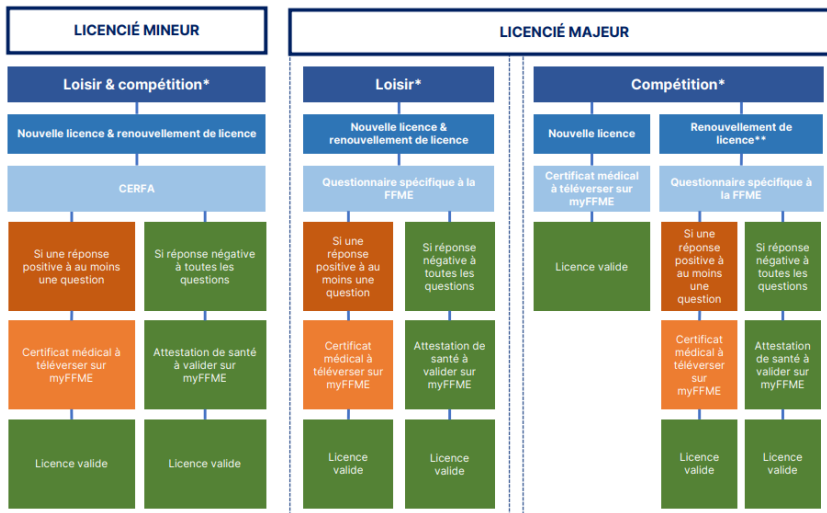 LICENCIÉ MINEUR
LICENCIÉ MAJEUR
Loisir & compétition*
Loisir*
Compétition*
Nouvelle licence & renouvellement de licence
Nouvelle licence &
renouvellement de licence
Nouvelle licence
Renouvellement de
licence**
CERFA
Questionnaire spécifique à la
FFME
Certificat médical
à téléverser sur
myFFME
Questionnaire spécifique à
la FFME
Si une réponse
positive à au moins
une question
Si réponse négative
à toutes les
questions
Si une
réponse
positive à au
moins une
question
Si réponse
négative à
toutes les
questions
Licence valide
Si une
réponse
positive à
au moins
une
question
Si réponse
négative à
toutes les
questions
Certificat médical à
téléverser sur
myFFME
Attestation de santé
à valider sur
myFFME
Certificat
médical à
téléverser sur
myFFME
Attestation de
santé à
valider sur
myFFME
Certificat
médical à
téléverser
sur
myFFME
Attestation
de santé à
valider sur
myFFME
Licence valide
Licence valide
Licence
valide
Licence
valide
Licence
valide
Licence
valide